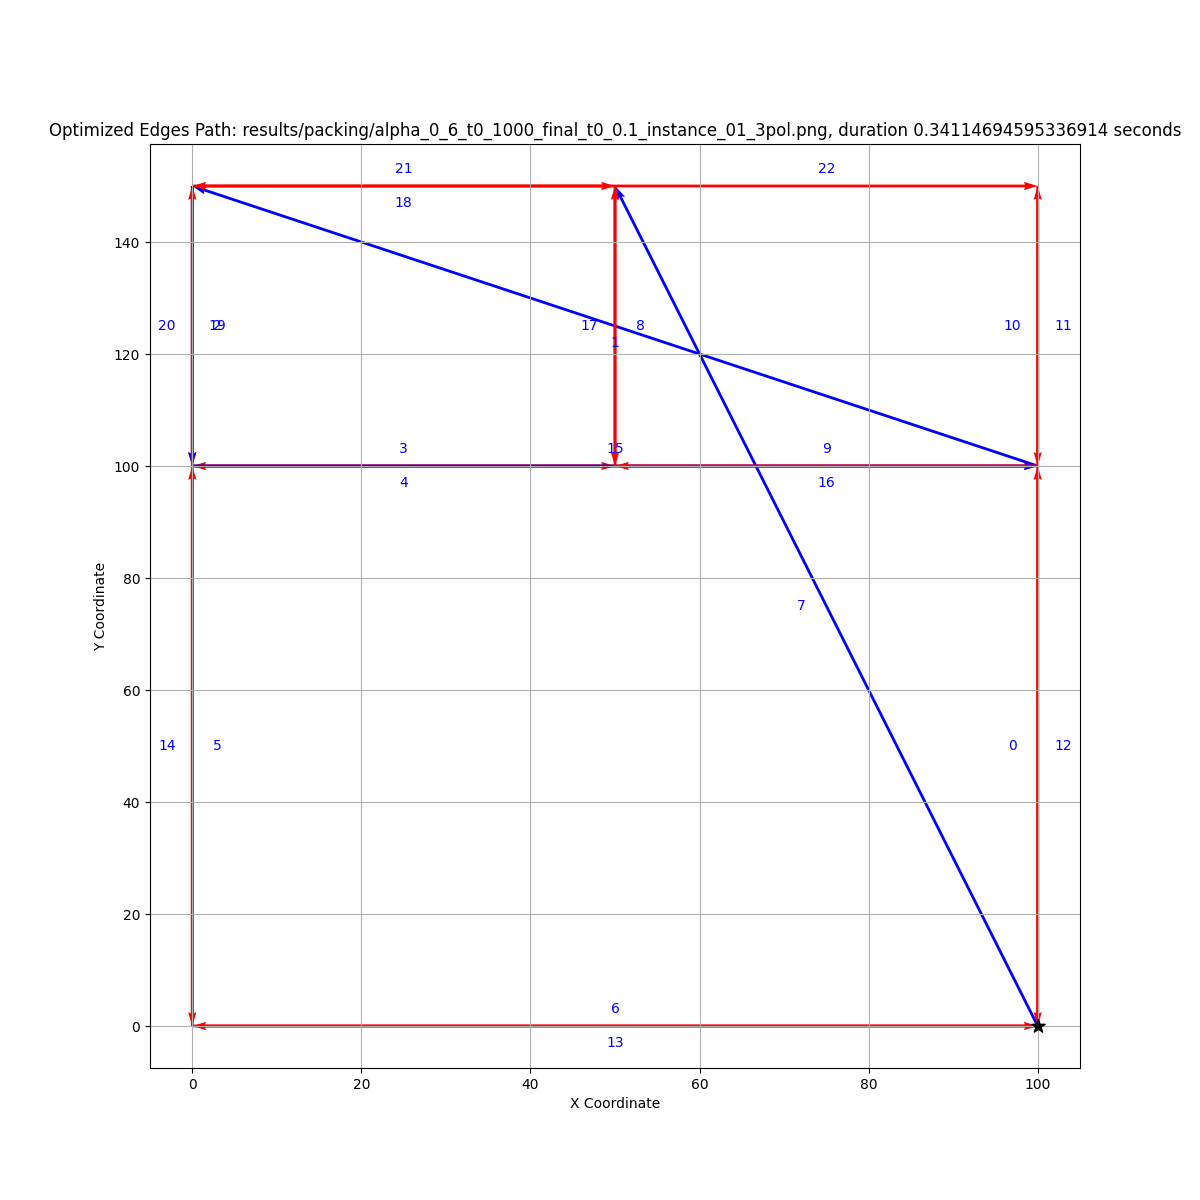 Optimized Edges Path: results/packing/alpha_0_6_t0_1000_final_t0_0.1_instance_01_3pol.png, duration 0.34114694595336914 seconds
21
22
18
140
20 2 19 17 8 10 11
1
120
3 15 9
100
4 16
80
Y Coordinate
7
60
14 5 0 12
40
20
6
0
13
0 20 40 60 80 100
X Coordinate